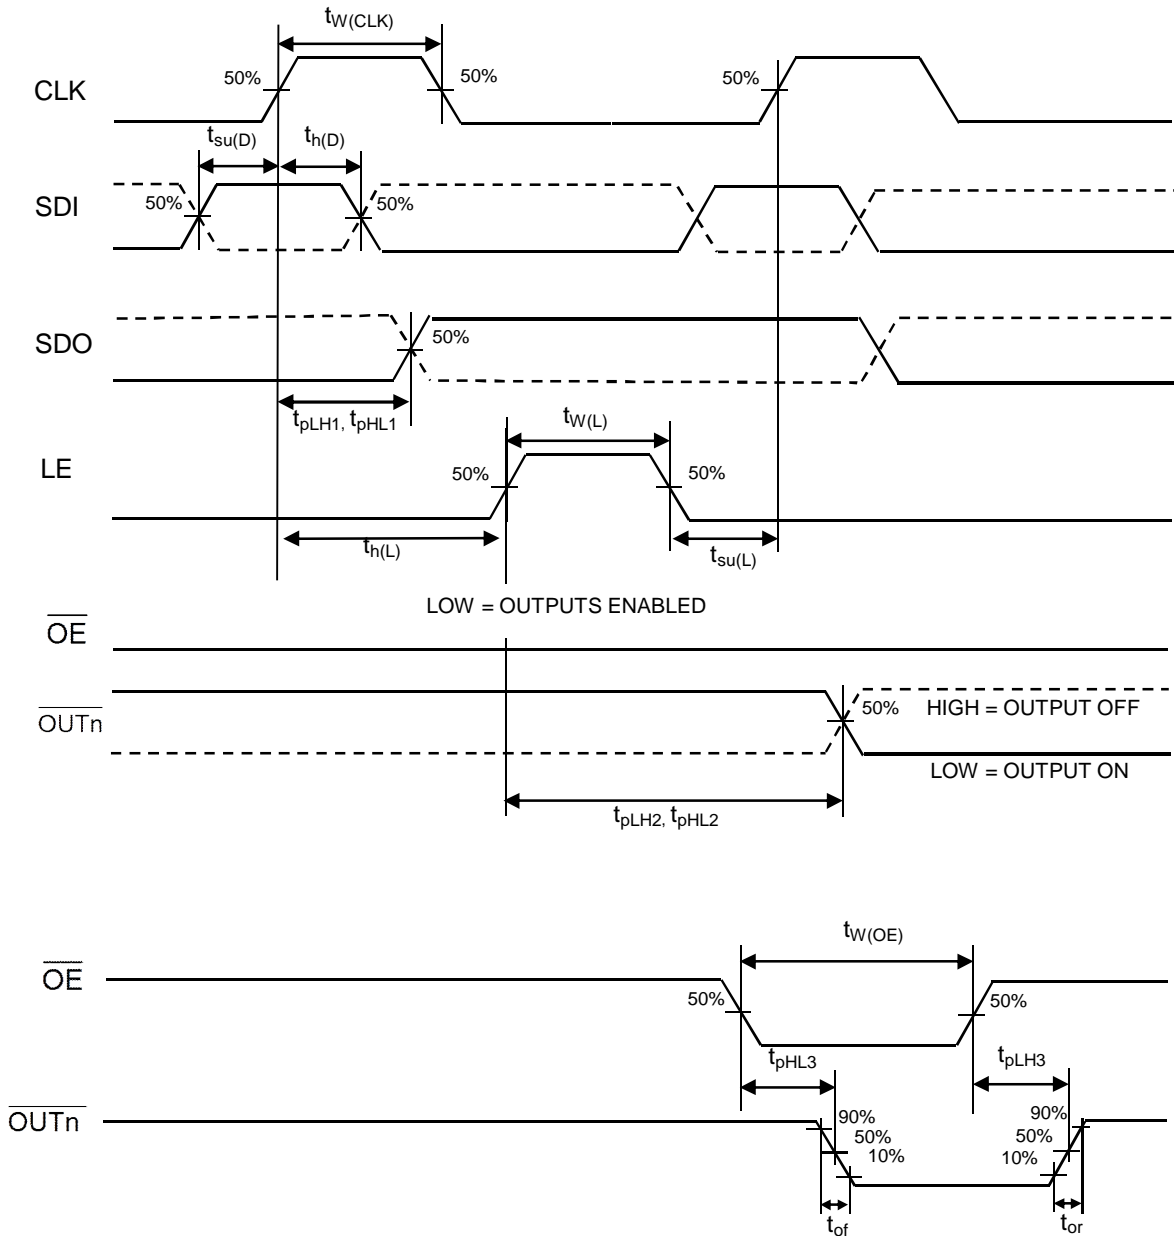 tW(CLK)
50%
50%
50%
CLK
tsu(D)
th(D)
SDI
50%
50%
SDO
50%
tpLH1, tpHL1
tW(L)
LE
50%
50%
th(L)
tsu(L)
LOW = OUTPUTS ENABLED
OE
OUTn
50%
HIGH = OUTPUT OFF
LOW = OUTPUT ON
tpLH2, tpHL2
tW(OE)
OE
50%
50%
tpHL3
tpLH3
OUTn
90%
50%
10%
90%
50%
10%
tof
tor